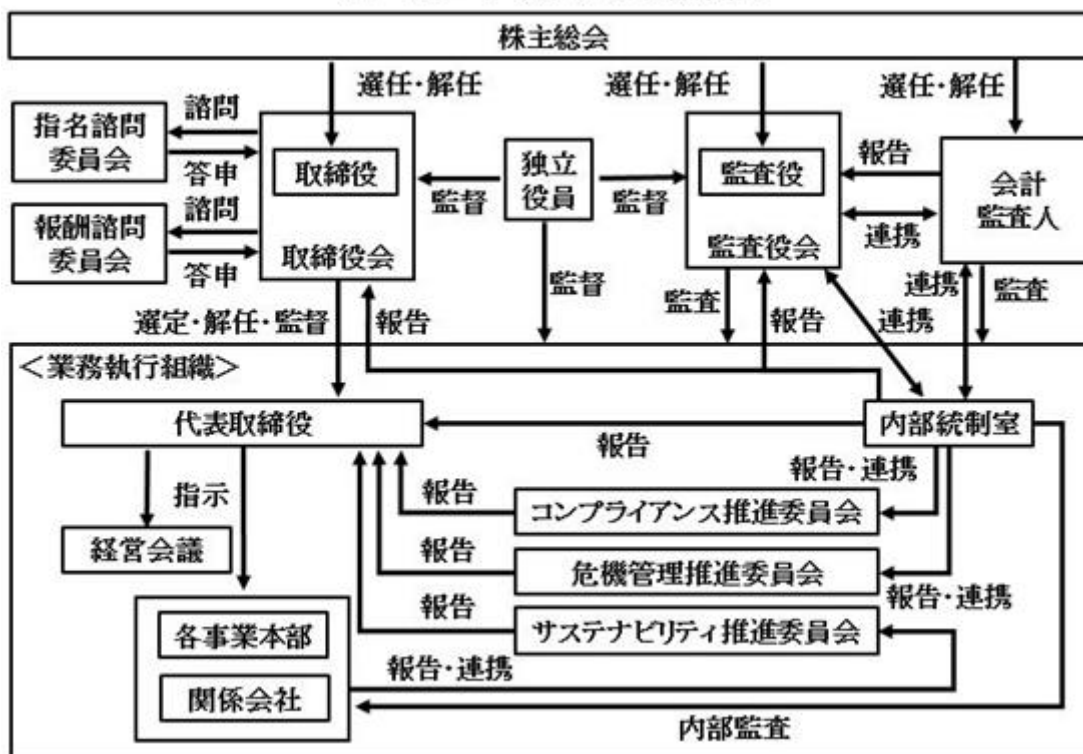 株主総会
選任・解任
選任・解任
選任・解任
指名諮問
委員会
諮問
答申
報酬諮問
委員会
諮問
答申
取締役
取締役会
監督
独立
役員
監督
監督
監査役
監査役会
報告
連携
会計
監査人
選定・解任・監督
報告
監査
報告
連携
連携
監査
＜業務執行組織＞
代表取締役
内部統制室
報告
指示
経営会議
報告・連携
報告
コンプライアンス推進委員会
報告
危機管理推進委員会
報告・連携
報告
サステナビリティ推進委員会
各事業本部
関係会社
報告・連携
内部監査